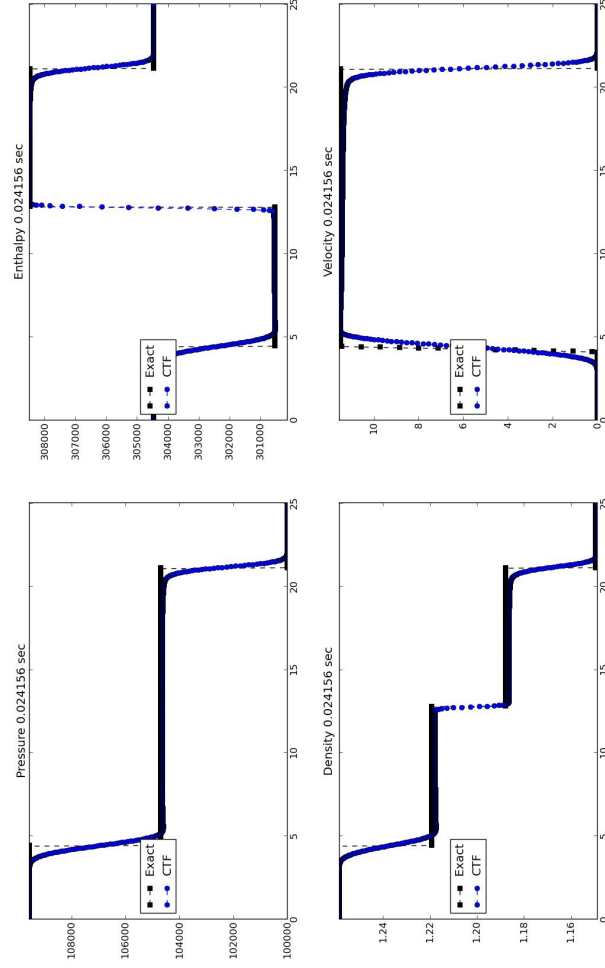 Pressure 0.024156 sec
108000
106000
104000
102000
100000
0 5 10 15 20 25
Exact
CTF
Enthalpy 0.024156 sec
308000
307000
306000
305000
304000
303000
302000
301000
0 5 10 15 20 25
Exact
CTF
Density 0.024156 sec
1.24
1.22
1.20
1.18
1.16
0 5 10 15 20 25
Exact
CTF
Velocity 0.024156 sec
10
8
6
4
2
0
0 5 10 15 20 25
Exact
CTF